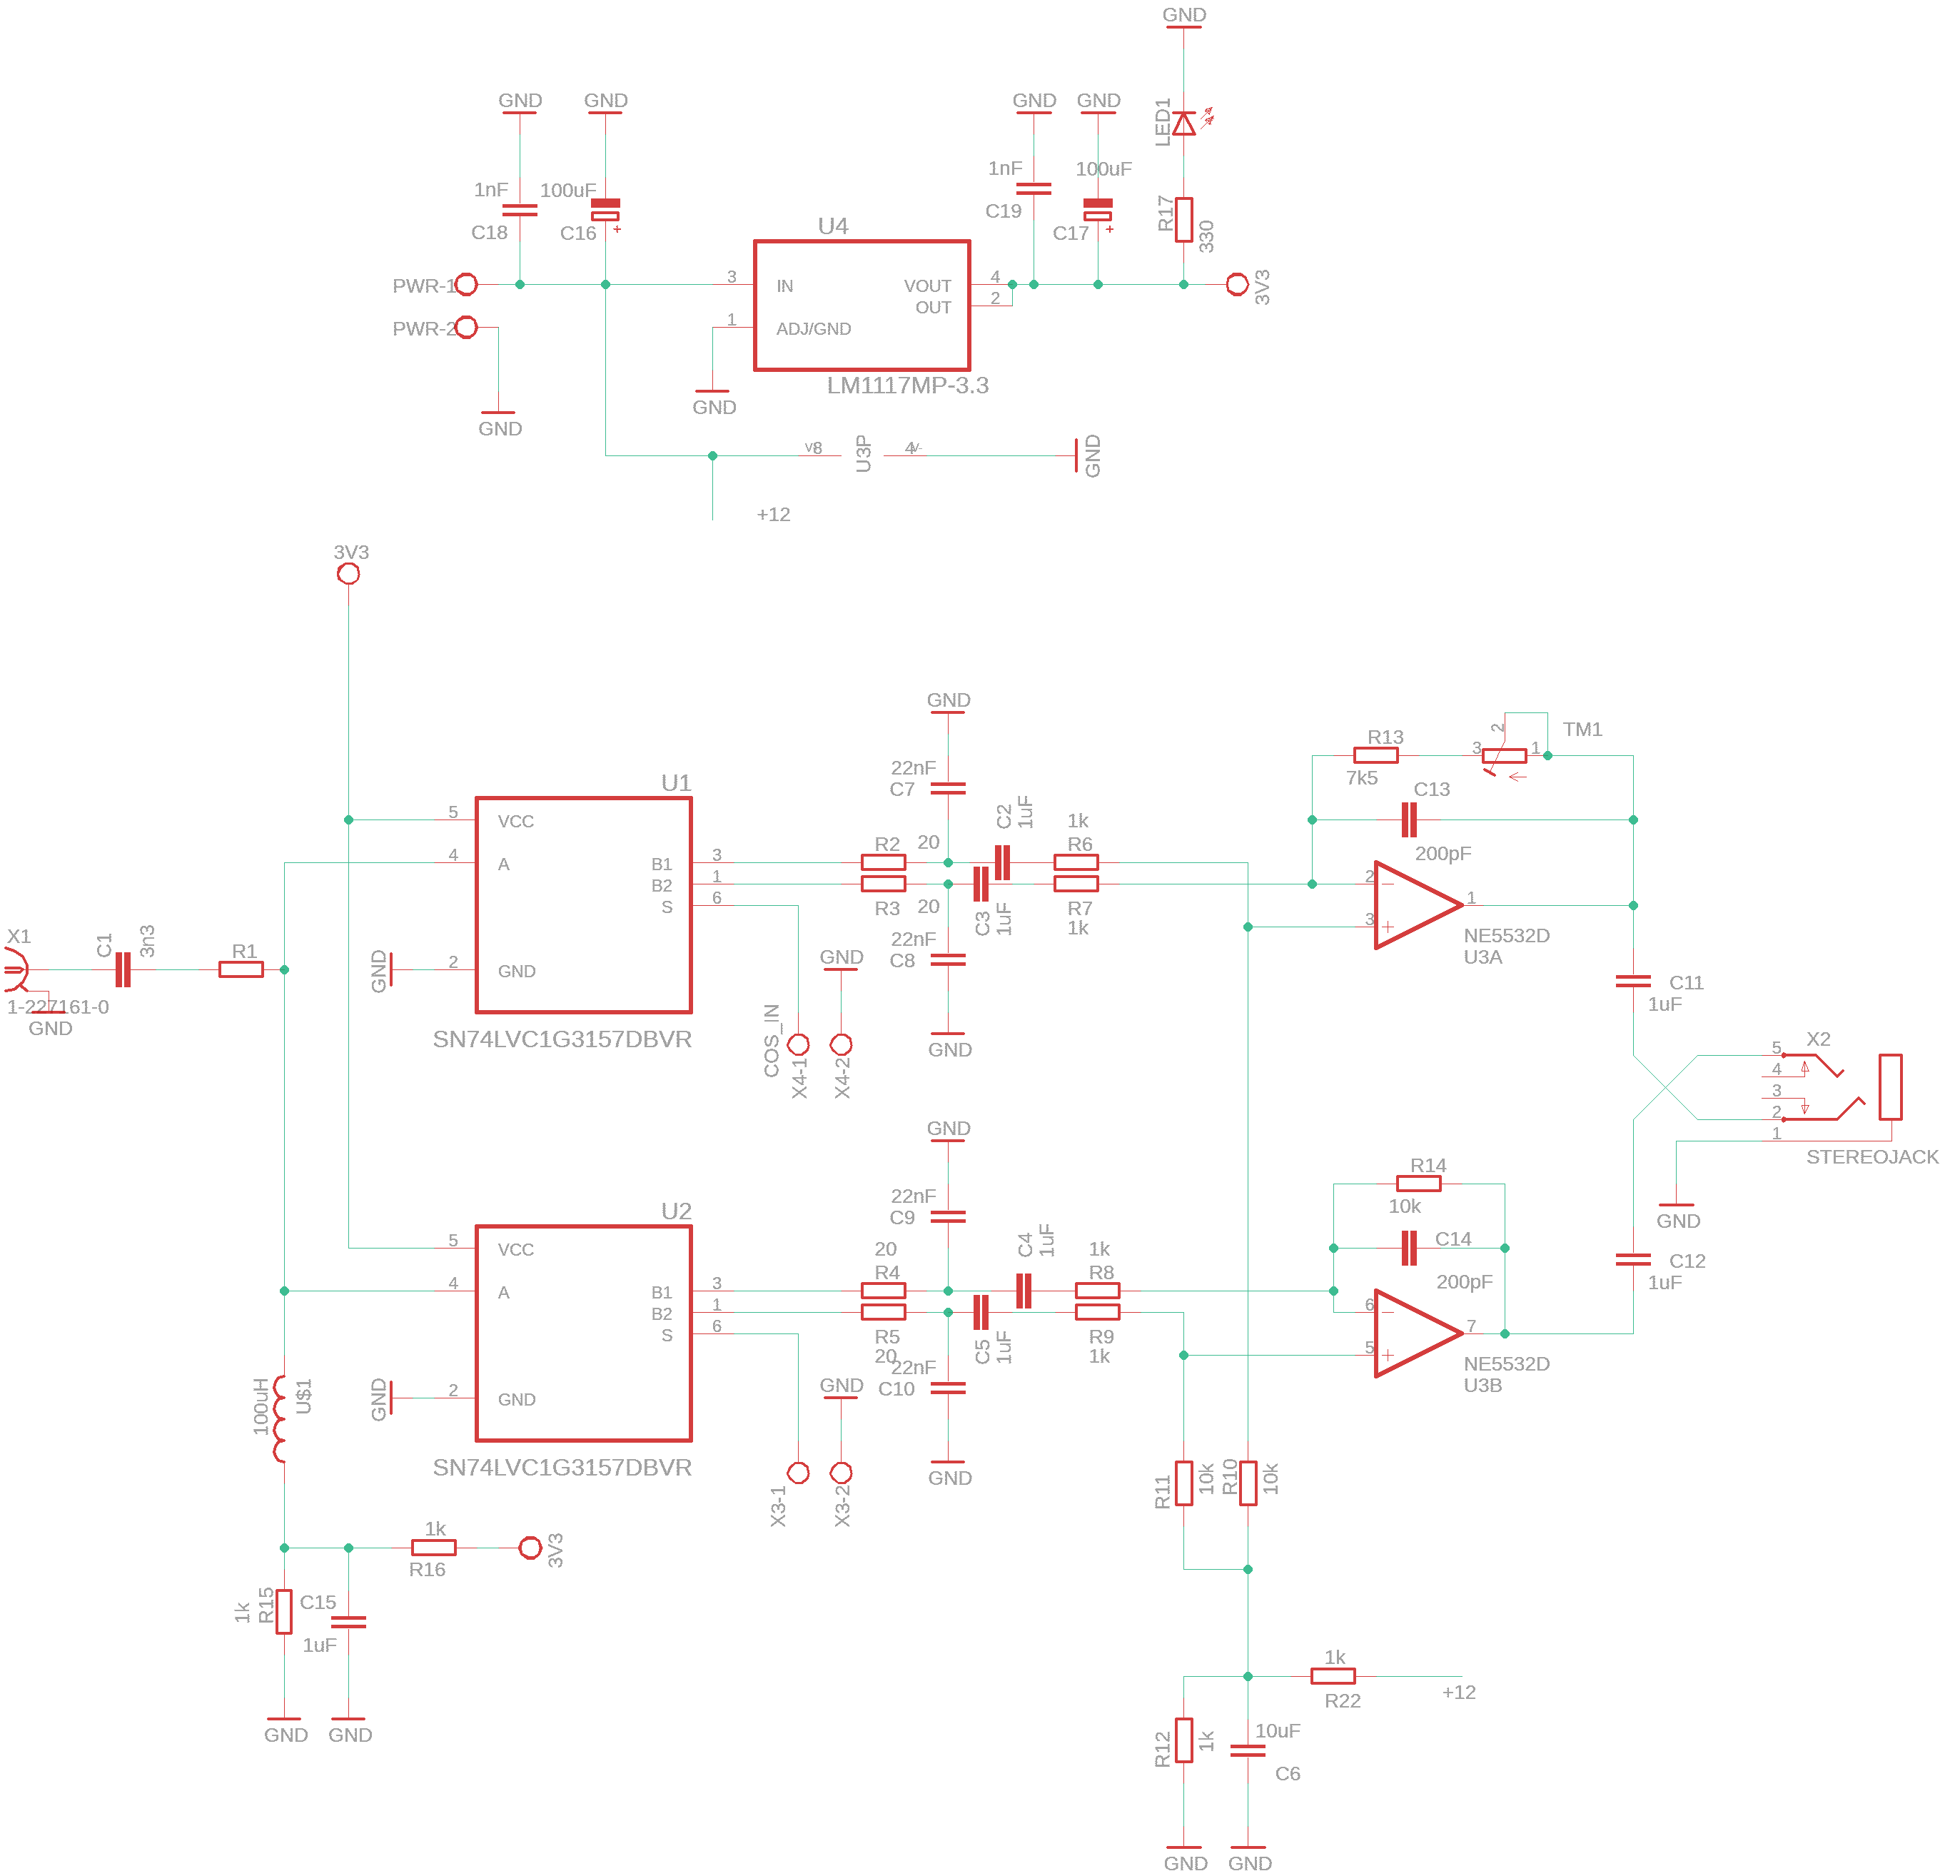 GND
GND
GND
GND
GND
LED1
1nF
100uF
1nF
100uF
C18
C16
+
C19
C17
+
R17
330
U4
PWR-1
3
IN
VOUT
4
3V3
OUT
2
PWR-2
1
ADJ/GND
LM1117MP-3.3
GND
GND
8
U3P
4
V-
GND
+12
3V3
GND
TM1
2
R13
3
1
7k5
22nF
C7
C13
U1
5
VCC
C2
1uF
1k
20
R2
R6
200pF
4
A
B1
3
B2
1
2
S
6
R3
20
C3
1uF
R7
1k
1
3
NE5532D
U3A
X1
C1
3n3
R1
22nF
C8
GND
2
GND
GND
C11
1uF
1-227161-0
GND
SN74LVC1G3157DBVR
COS_IN
X4-1
X4-2
GND
X2
5
4
3
2
1
STEREOJACK
GND
R14
10k
GND
22nF
C9
U2
5
VCC
C4
1uF
20
1k
C14
C12
R4
R8
200pF
1uF
4
A
B1
3
B2
1
6
S
6
R5
20
C5
1uF
R9
1k
7
5
NE5532D
U3B
22nF
C10
GND
GND
2
GND
100uH
U$1
SN74LVC1G3157DBVR
X3-1
X3-2
GND
R11
10k
R10
10k
1k
R16
3V3
1k
R15
C15
1uF
GND
GND
1k
R22
+12
R12
1k
10uF
C6
GND
GND